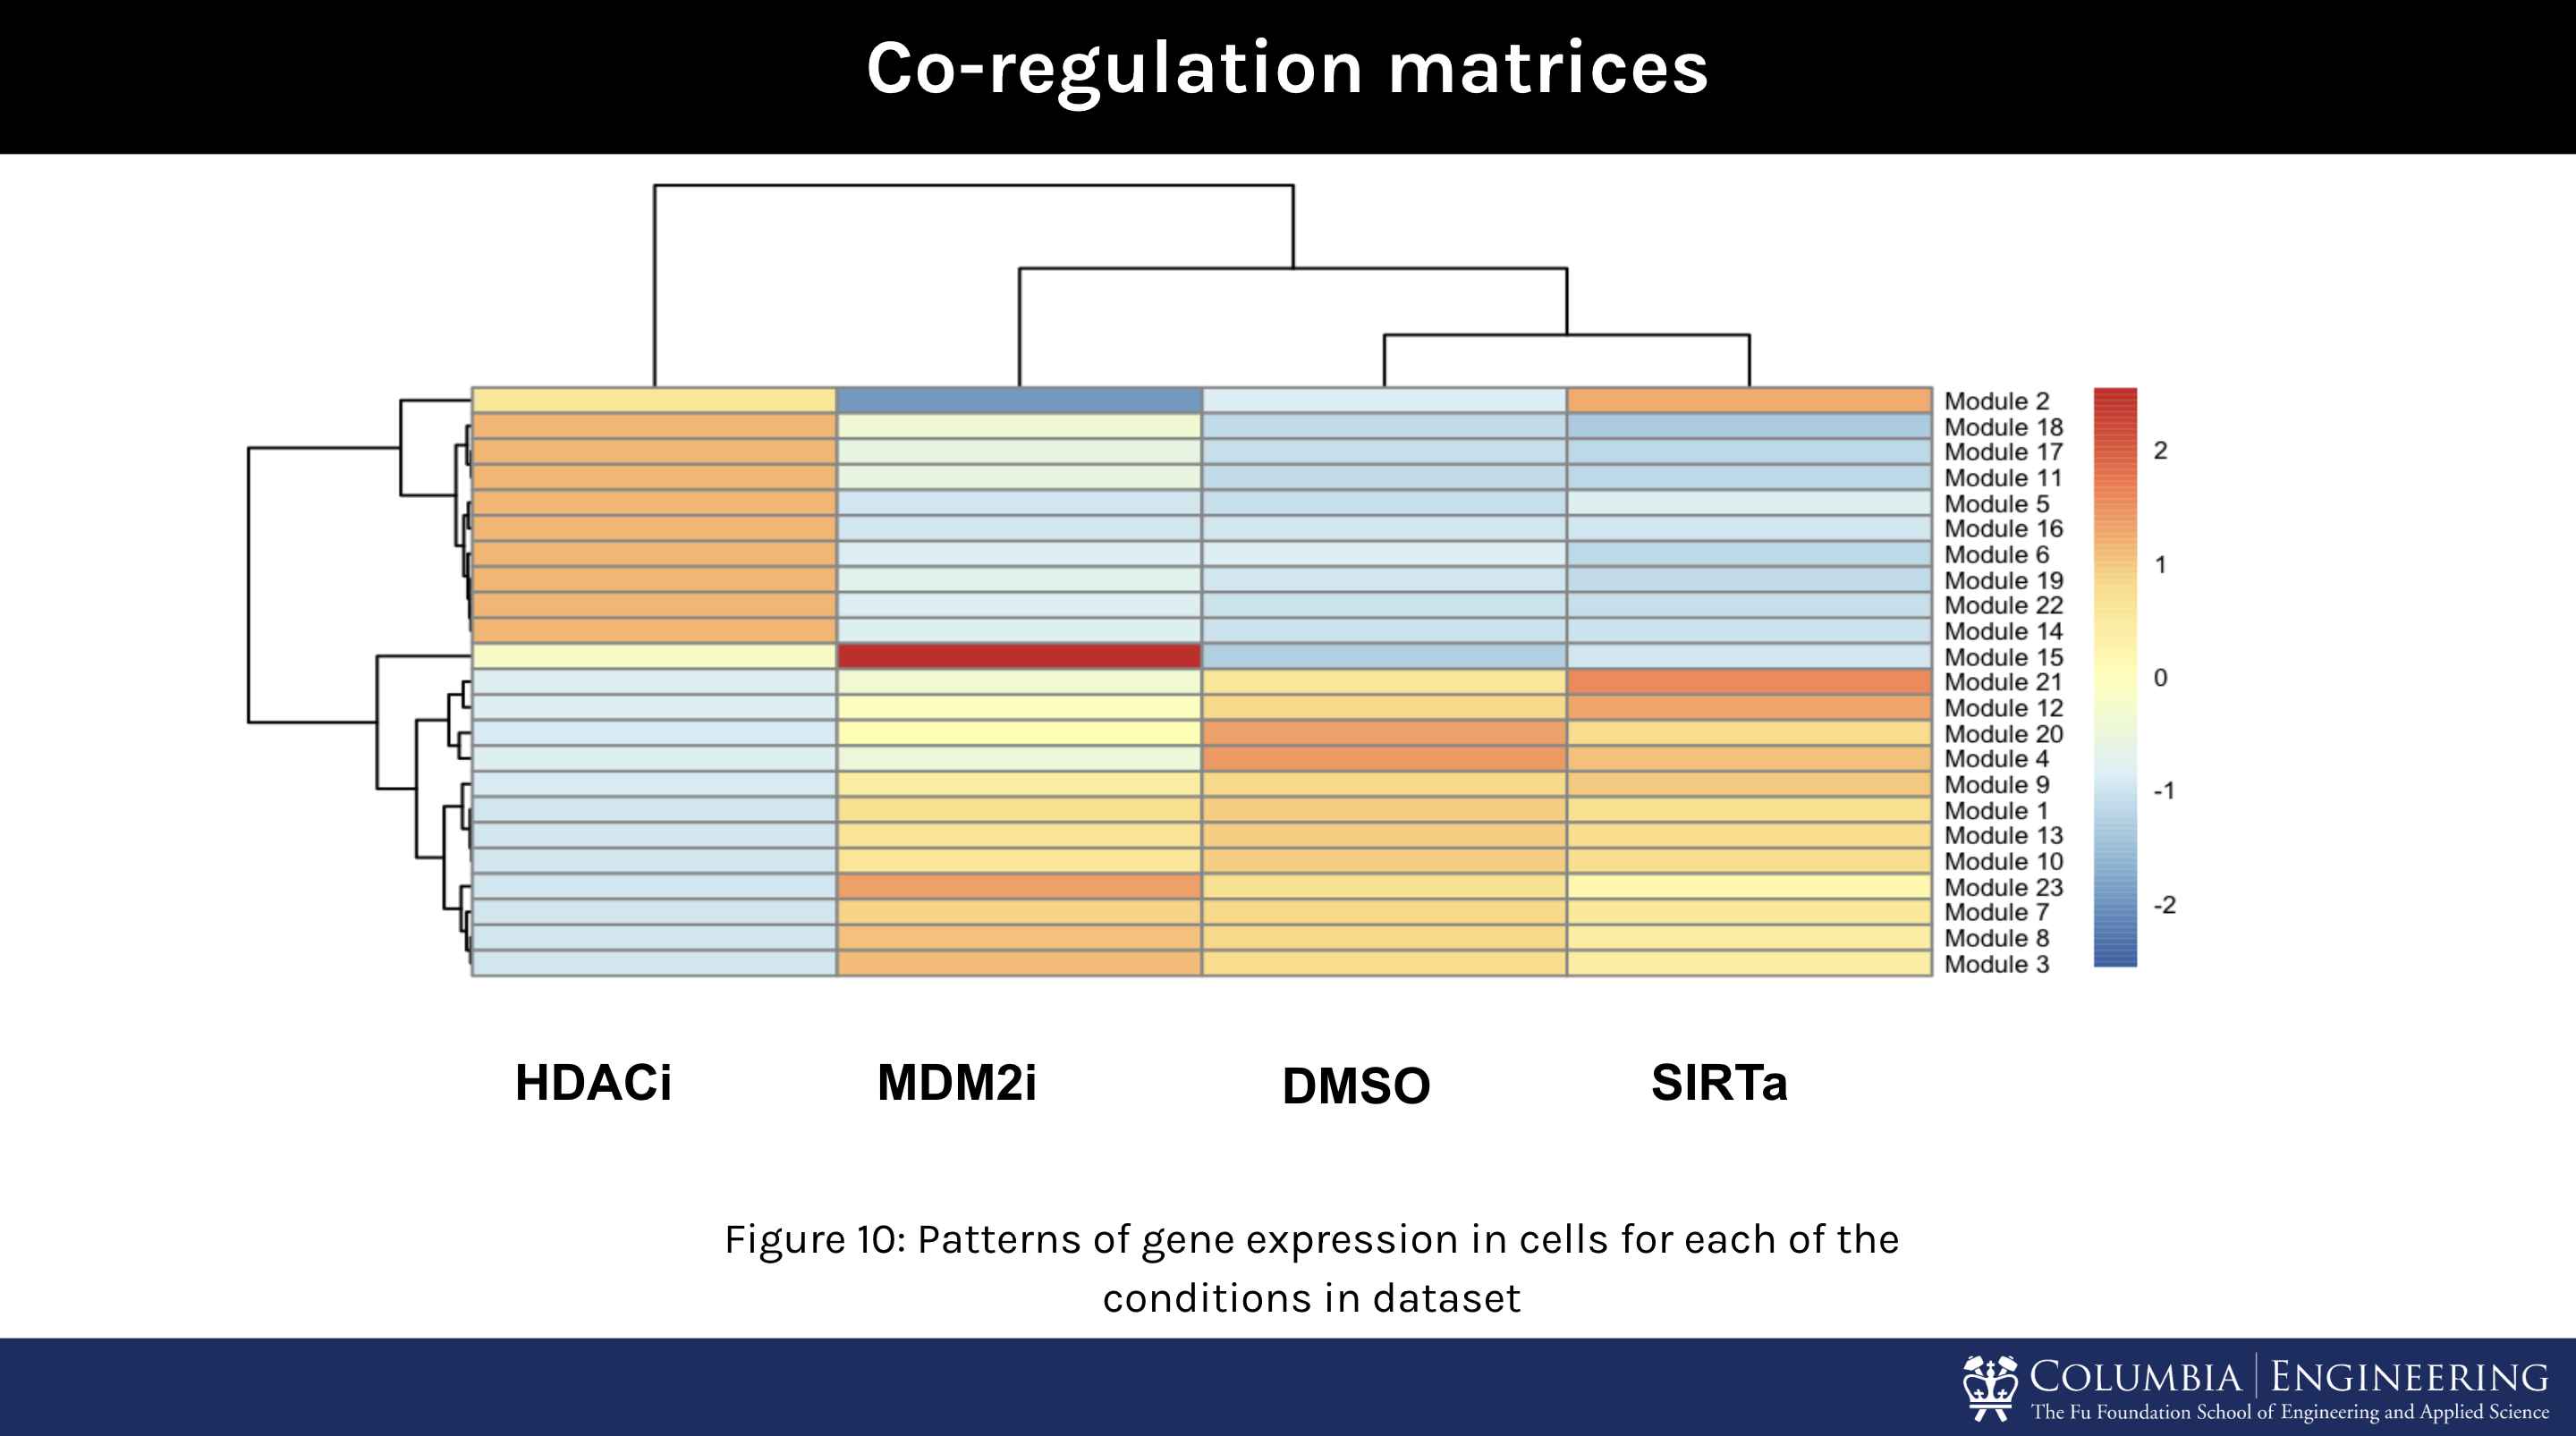 Co-regulation matrices
Module 2
Module 18
Module 17
Module 11
Module 5
Module 16
Module 6
Module 19
Module 22
Module 14
Module 15
Module 21
Module 12
Module 20
Module 4
Module 9
Module 1
Module 13
Module 10
Module 23
Module 7
Module 8
Module 3
2
1
0
-1
-2
HDACi
MDM2i
DMSO
SIRTa
Figure 10: Patterns of gene expression in cells for each of the
conditions in dataset
COLUMBIA | ENGINEERING
The Fu Foundation School of Engineering and Applied Science